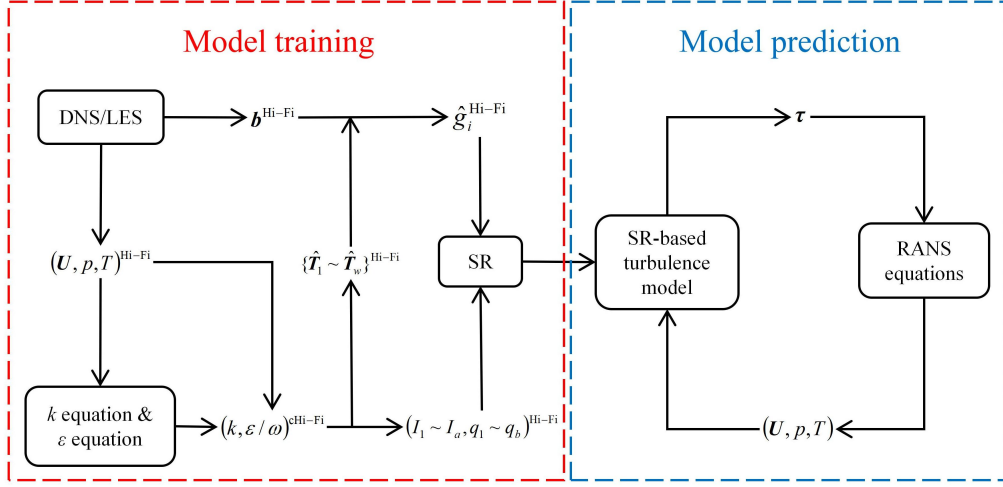 Model training
Model prediction
DNS/LES
b^{Hi−Fi}
ĝ_i^{Hi−Fi}
τ
(U, p, T)^{Hi−Fi}
{T̂_1 ~ T̂_w}^{Hi−Fi}
SR
SR-based
turbulence
model
RANS
equations
k equation &
ε equation
(k, ε / ω)^{cHi−Fi}
(I_1 ~ I_a, q_1 ~ q_b)^{Hi−Fi}
(U, p, T)